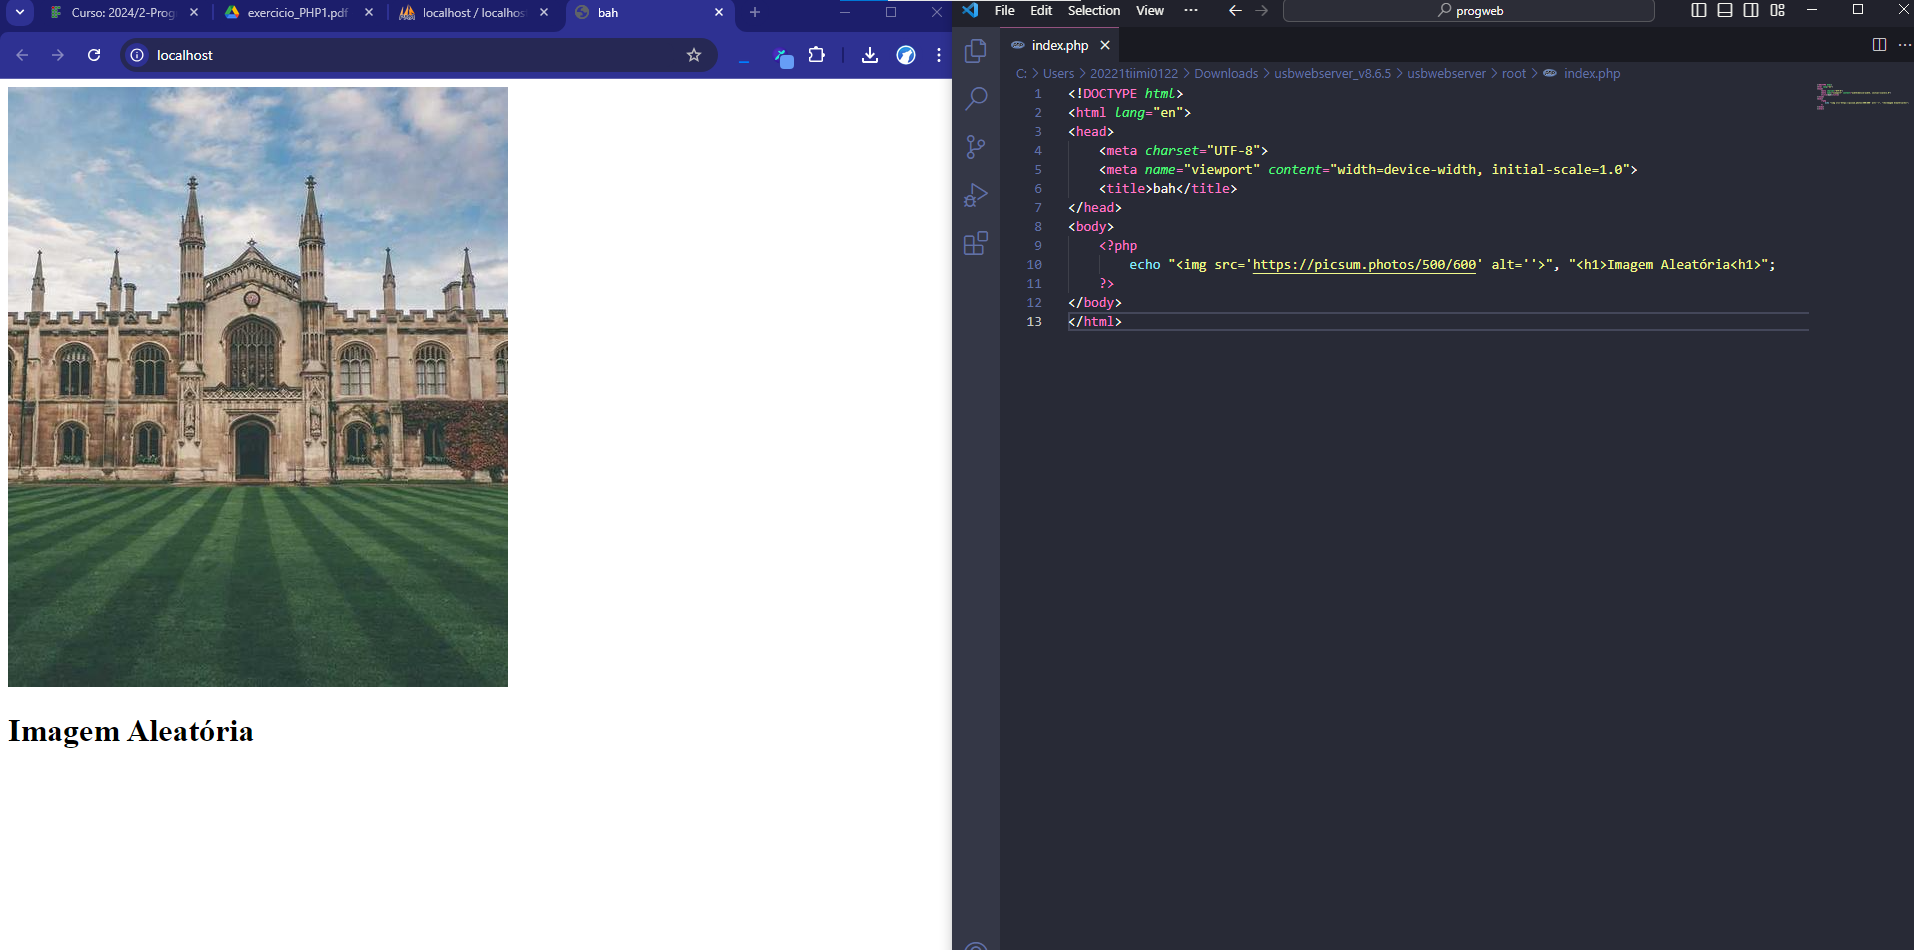 Curso: 2024/2-Prog
exercicio_PHP1.pdf
localhost / localhos
bah
localhost
Imagem Aleatória
File Edit Selection View
progweb
index.php
C: > Users > 20221tiimi0122 > Downloads > usbwebserver_v8.6.5 > usbwebserver > root > index.php
1 <!DOCTYPE html>
2 <html lang="en">
3 <head>
4 <meta charset="UTF-8">
5 <meta name="viewport" content="width=device-width, initial-scale=1.0">
6 <title>bah</title>
7 </head>
8 <body>
9 <?php
10 echo "<img src='https://picsum.photos/500/600' alt=''>", "<h1>Imagem Aleatória<h1>";
11 ?>
12 </body>
13 </html>